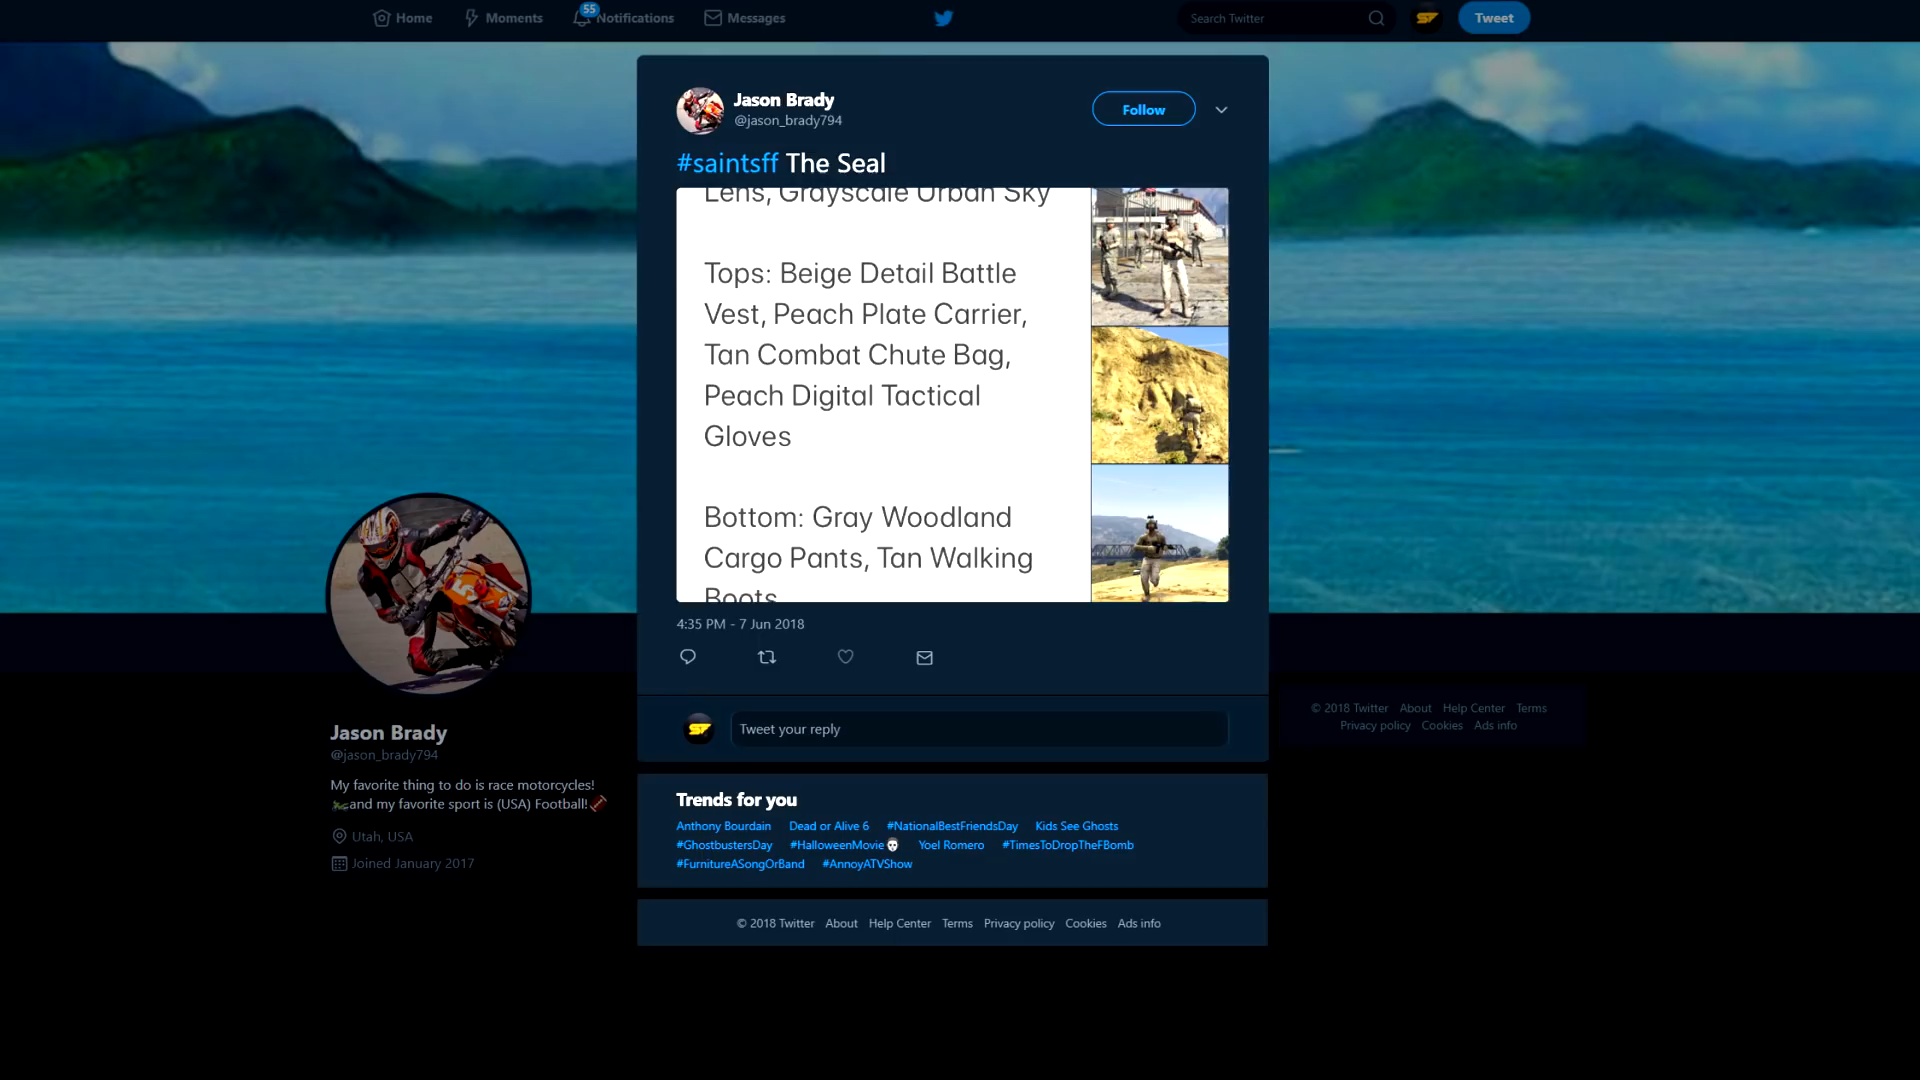 Home Moments 55 Notifications Messages Search Twitter Tweet
Jason Brady
@jason_brady794
Follow
#saintsff The Seal
Lens, Grayscale Urban Sky
Tops: Beige Detail Battle
Vest, Peach Plate Carrier,
Tan Combat Chute Bag,
Peach Digital Tactical
Gloves
Bottom: Gray Woodland
Cargo Pants, Tan Walking
Boots
4:35 PM - 7 Jun 2018
Tweet your reply
Jason Brady
@jason_brady794
My favorite thing to do is race motorcycles!
and my favorite sport is (USA) Football!
Utah, USA
Joined January 2017
Trends for you
Anthony Bourdain Dead or Alive 6 #NationalBestFriendsDay Kids See Ghosts
#GhostbustersDay #HalloweenMovie Yoel Romero #TimesToDropTheFBomb
#FurnitureASongOrBand #AnnoyATVShow
© 2018 Twitter About Help Center Terms Privacy policy Cookies Ads info
© 2018 Twitter About Help Center Terms
Privacy policy Cookies Ads info